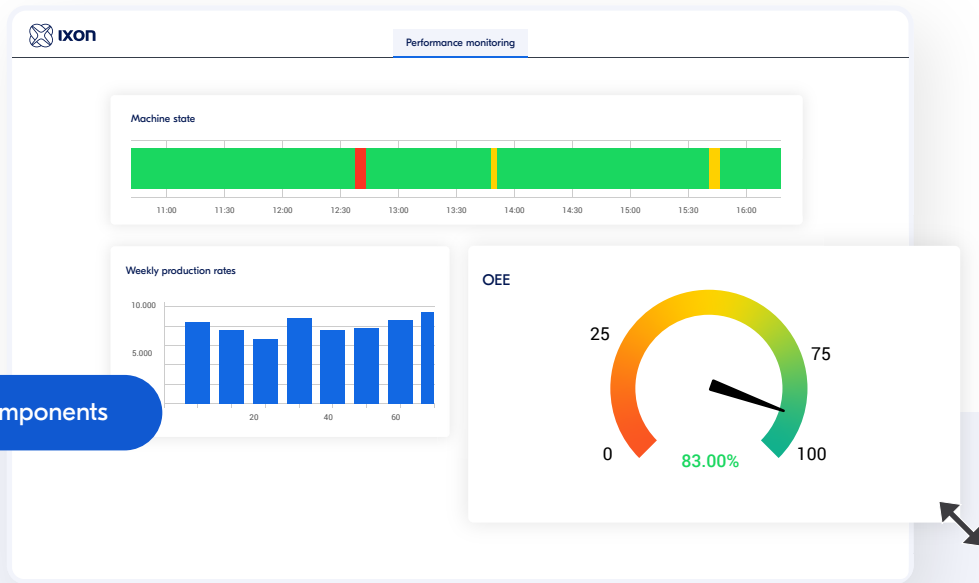 IXON
Performance monitoring
Machine state
11:00 11:30 12:00 12:30 13:00 13:30 14:00 14:30 15:00 15:30 16:00
Weekly production rates
10.000
5.000
20 40 60
mponents
OEE
25
75
0
100
83.00%